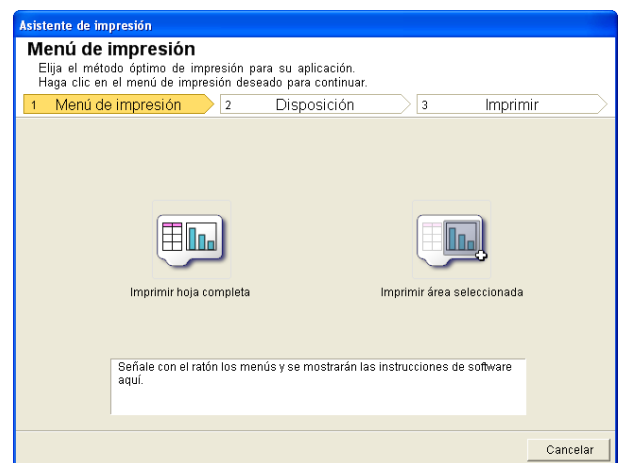 Asistente de impresión
Menú de impresión
Elija el método óptimo de impresión para su aplicación.
Haga clic en el menú de impresión deseado para continuar.
1 Menú de impresión 2 Disposición 3 Imprimir
Imprimir hoja completa Imprimir área seleccionada
Señale con el ratón los menús y se mostrarán las instrucciones de software
aquí.
Cancelar